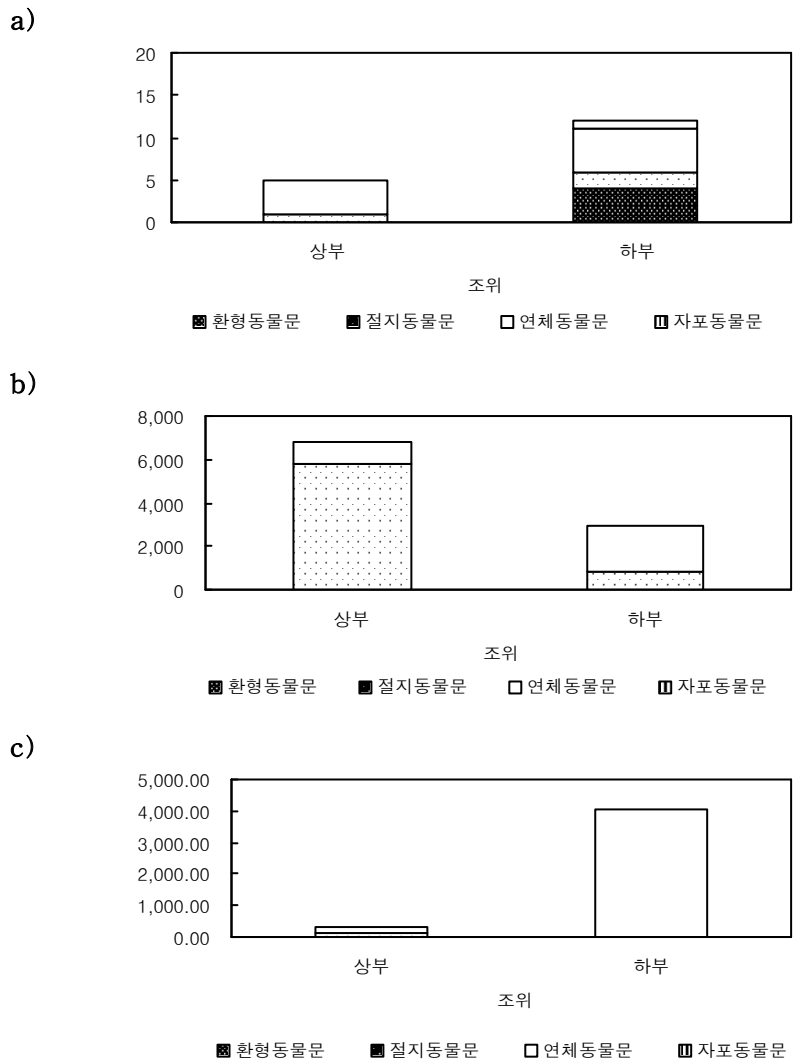 a)
20
15
10
5
0
상부 하부
조위
환형동물문 절지동물문 연체동물문 자포동물문
b)
8,000
6,000
4,000
2,000
0
상부 하부
조위
환형동물문 절지동물문 연체동물문 자포동물문
c)
5,000.00
4,000.00
3,000.00
2,000.00
1,000.00
0.00
상부 하부
조위
환형동물문 절지동물문 연체동물문 자포동물문